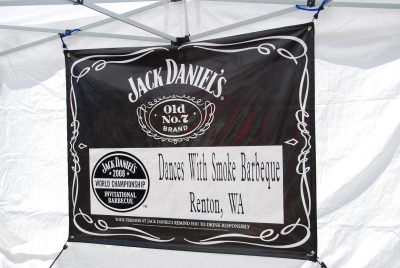 JACK DANIEL'S
Old
No.7
BRAND
JACK DANIEL'S
2008
WORLD CHAMPIONSHIP
INVITATIONAL
BARBECUE
Dances With Smoke Barbeque
Renton, WA
YOUR FRIENDS AT JACK DANIEL'S REMIND YOU TO DRINK RESPONSIBLY